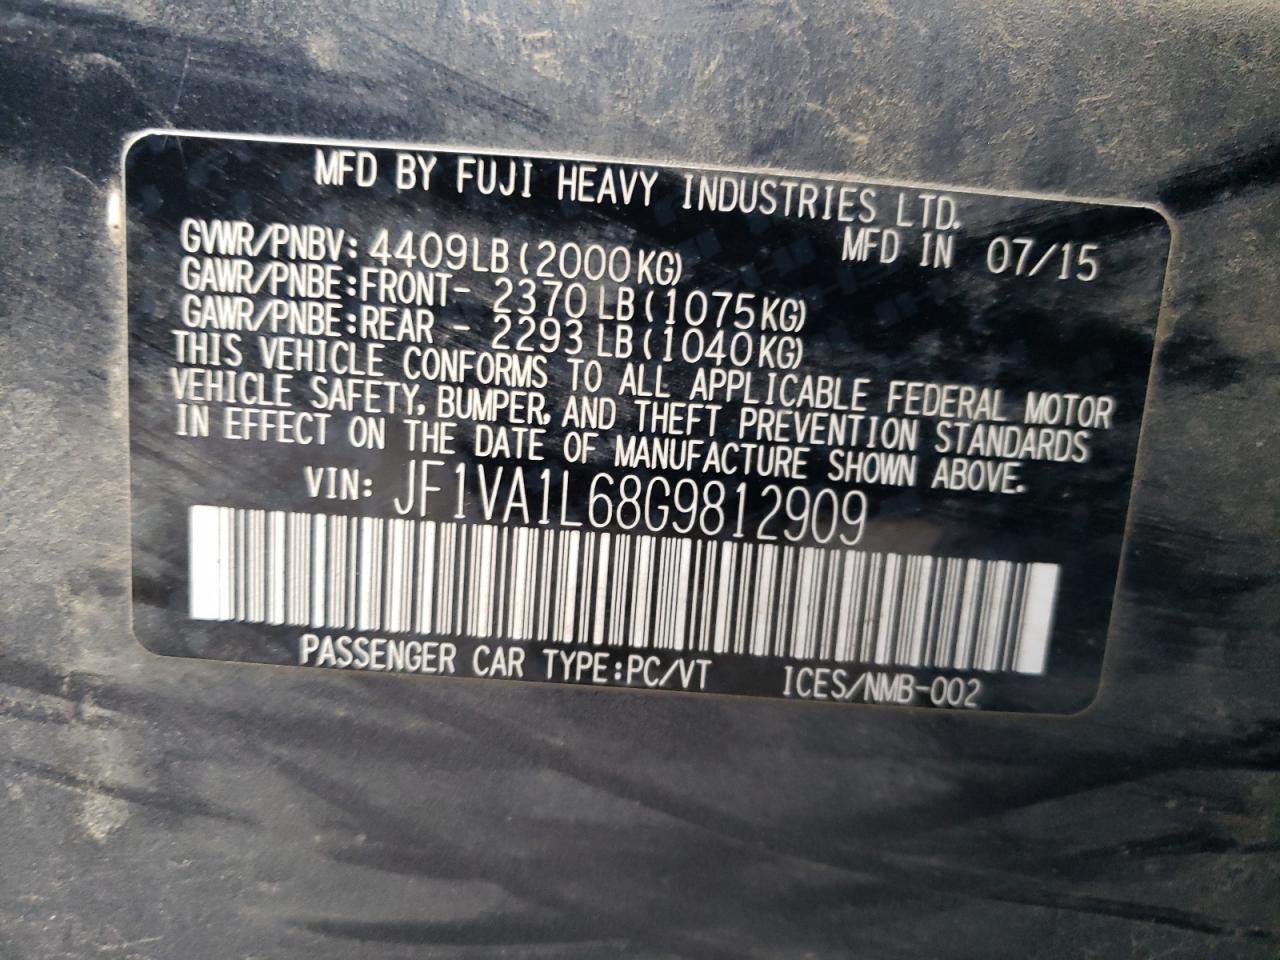 MFD BY FUJI HEAVY INDUSTRIES LTD.
GVWR/PNBV: 4409LB (2000KG) MFD IN 07/15
GAWR/PNBE:FRONT- 2370 LB (1075KG)
GAWR/PNBE:REAR - 2293 LB (1040KG)
THIS VEHICLE CONFORMS TO ALL APPLICABLE FEDERAL MOTOR
VEHICLE SAFETY, BUMPER, AND THEFT PREVENTION STANDARDS
IN EFFECT ON THE DATE OF MANUFACTURE SHOWN ABOVE.
VIN: JF1VA1L68G9812909
PASSENGER CAR TYPE:PC/VT ICES/NMB-002